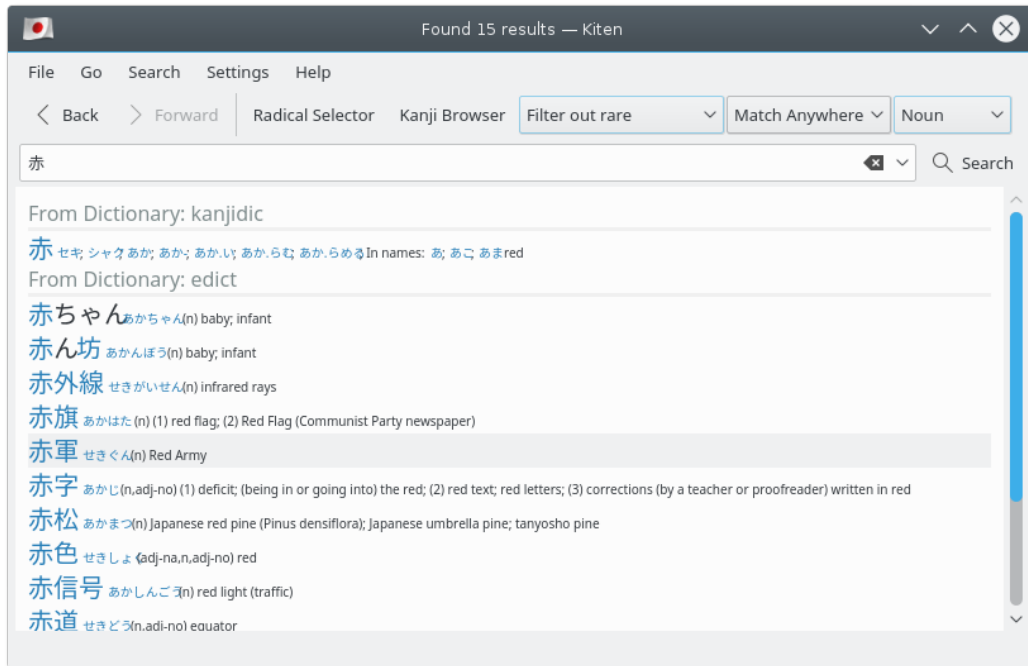 Found 15 results — Kiten
File Go Search Settings Help
Back Forward Radical Selector Kanji Browser Filter out rare Match Anywhere Noun
赤 Search
From Dictionary: kanjidic
赤 セキ; シャク; あか; あか-; あか.い; あか.らむ; あか.らめる In names: あ; あこ; あま red
From Dictionary: edict
赤ちゃん あかちゃん (n) baby; infant
赤ん坊 あかんぼう (n) baby; infant
赤外線 せきがいせん (n) infrared rays
赤旗 あかはた (n) (1) red flag; (2) Red Flag (Communist Party newspaper)
赤軍 せきぐん (n) Red Army
赤字 あかじ (n,adj-no) (1) deficit; (being in or going into) the red; (2) red text; red letters; (3) corrections (by a teacher or proofreader) written in red
赤松 あかまつ (n) Japanese red pine (Pinus densiflora); Japanese umbrella pine; tanyosho pine
赤色 せきしょく (adj-na,n,adj-no) red
赤信号 あかしんごう (n) red light (traffic)
赤道 せきどう (n,adj-no) equator